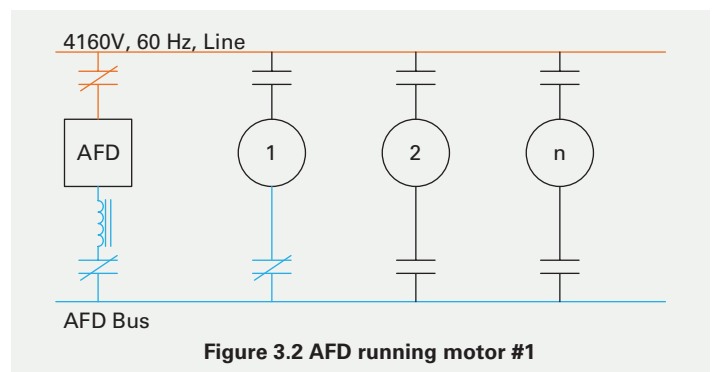 4160V, 60 Hz, Line
AFD
1
2
n
AFD Bus
Figure 3.2 AFD running motor #1